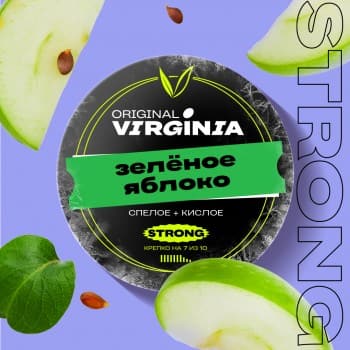 ORIGINAL
VIRGINIA
зелёное
яблоко
СПЕЛОЕ + КИСЛОЕ
STRONG
КРЕПКО НА 7 ИЗ 10
STRONG